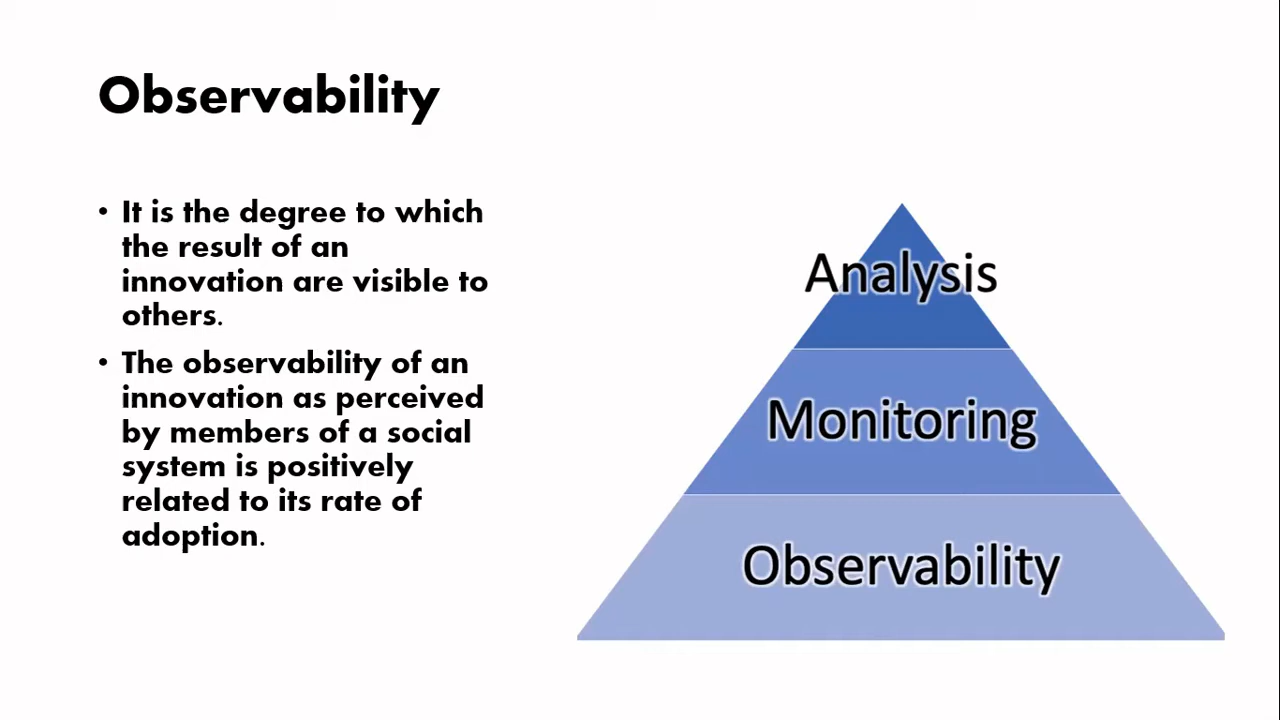 Observability
• It is the degree to which
the result of an
innovation are visible to
others.
• The observability of an
innovation as perceived
by members of a social
system is positively
related to its rate of
adoption.
Analysis
Monitoring
Observability